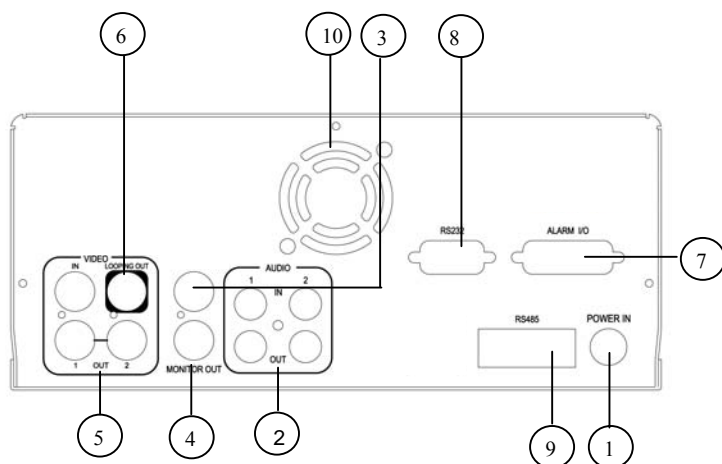 6
10
3
8
RS232
ALARM I/O
VIDEO
IN
LOOPING OUT
AUDIO
1
2
IN
7
RS485
POWER IN
1
OUT
2
MONITOR OUT
OUT
5
4
2
9
1